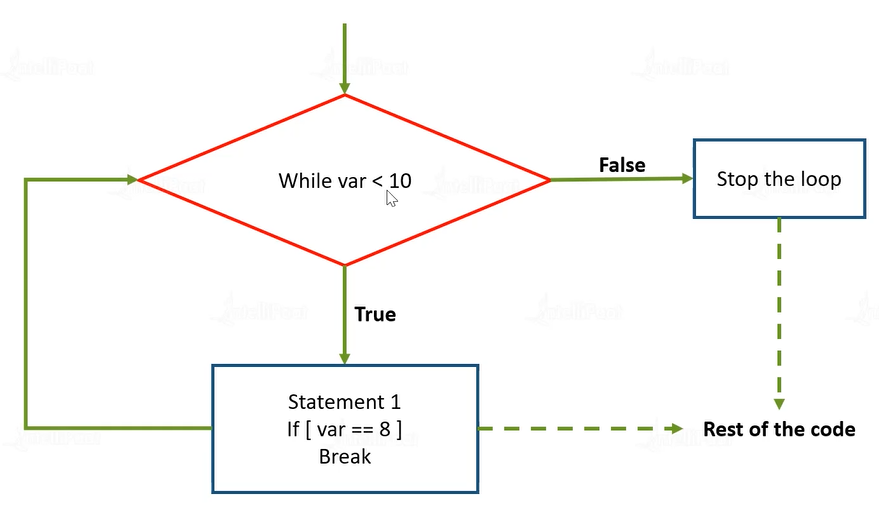 While var < 10
False
Stop the loop
True
Statement 1
If [ var == 8 ]
Break
Rest of the code